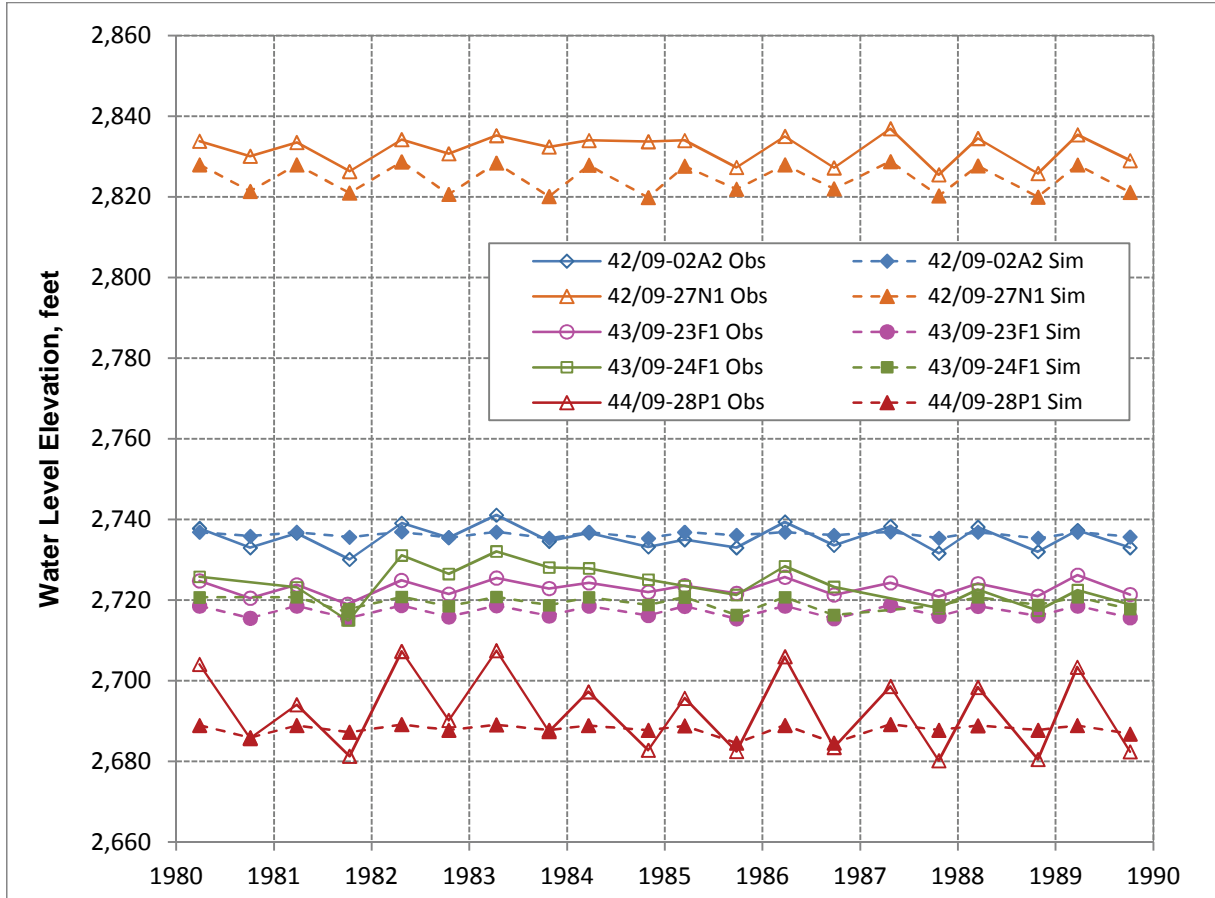 2,860
2,840
2,820
2,800
2,780
2,760
2,740
2,720
2,700
2,680
2,660
Water Level Elevation, feet
42/09-02A2 Obs 42/09-02A2 Sim
42/09-27N1 Obs 42/09-27N1 Sim
43/09-23F1 Obs 43/09-23F1 Sim
43/09-24F1 Obs 43/09-24F1 Sim
44/09-28P1 Obs 44/09-28P1 Sim
1980 1981 1982 1983 1984 1985 1986 1987 1988 1989 1990